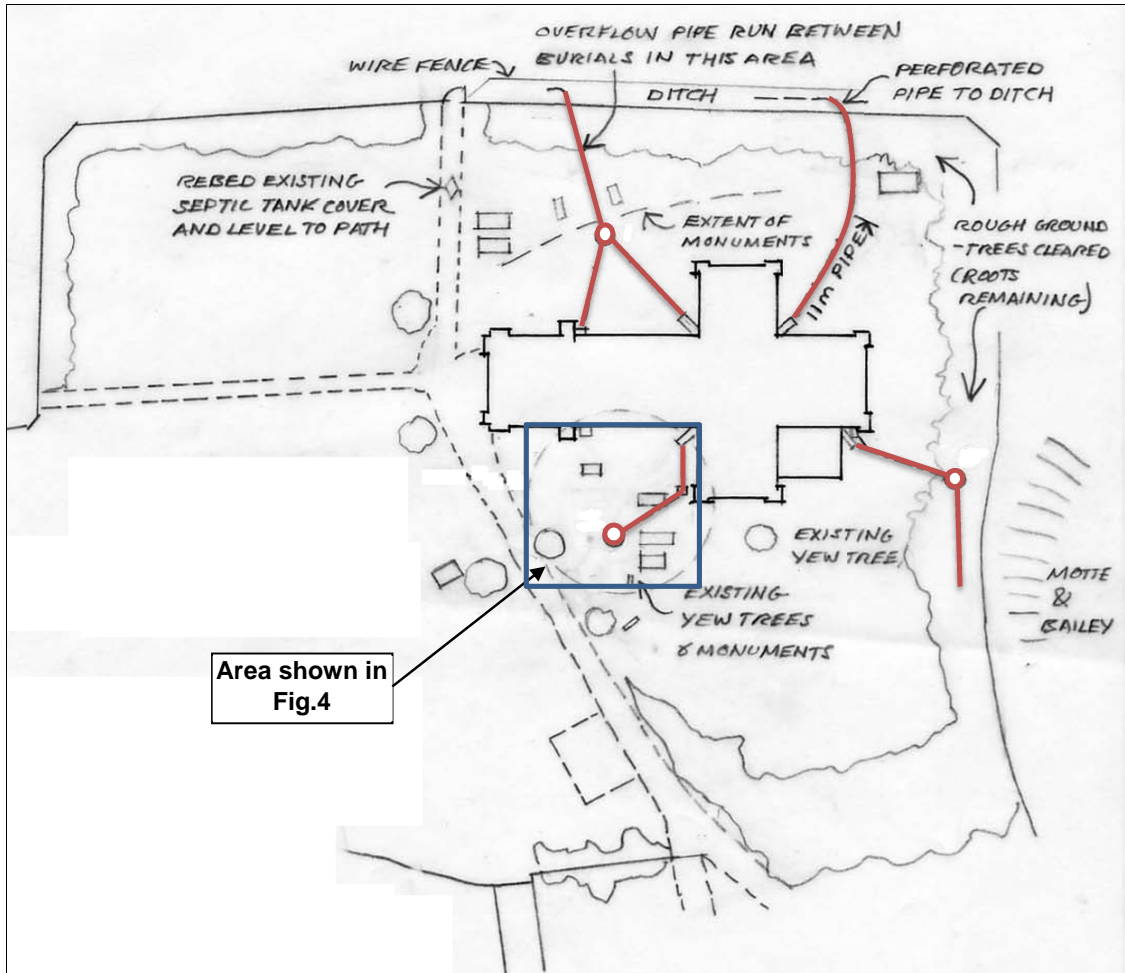 OVERFLOW PIPE RUN BETWEEN
BURIALS IN THIS AREA
WIRE FENCE
DITCH
PERFORATED
PIPE TO DITCH
REBED EXISTING
SEPTIC TANK COVER
AND LEVEL TO PATH
EXTENT OF
MONUMENTS
11m PIPE
ROUGH GROUND
-TREES CLEARED
(ROOTS
REMAINING)
EXISTING
YEW TREE
MOTTE
&
BAILEY
EXISTING
YEW TREES
& MONUMENTS
Area shown in
Fig.4